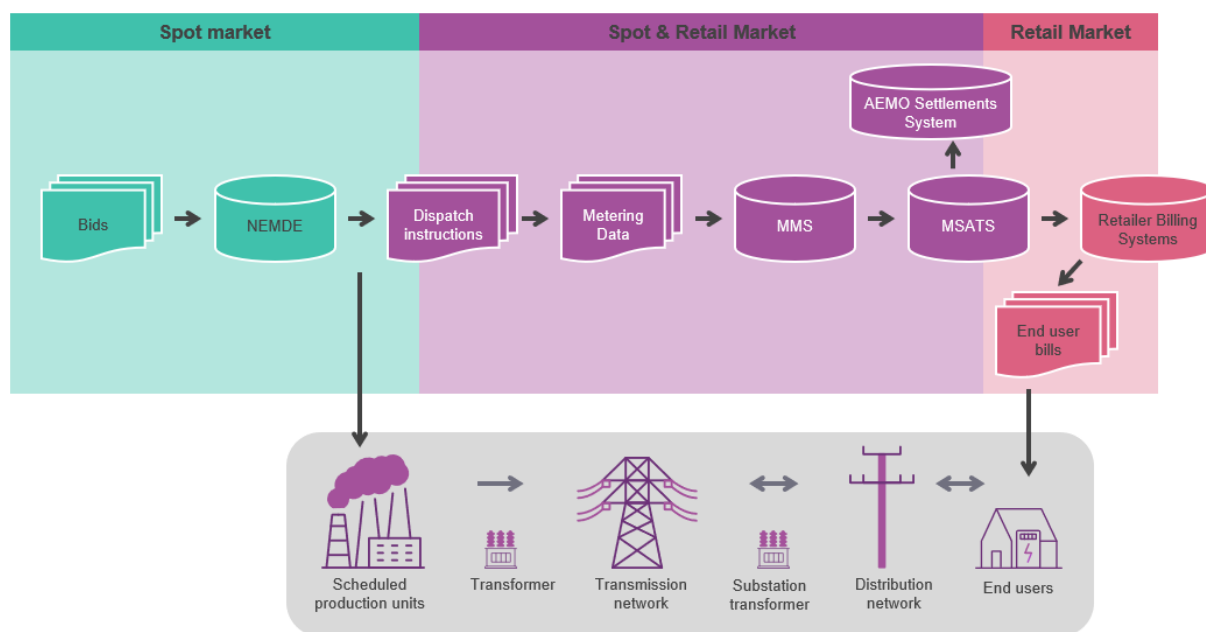 Spot market
Spot & Retail Market
Retail Market
AEMO Settlements
System
Bids
NEMDE
Dispatch
instructions
Metering
Data
MMS
MSATS
Retailer Billing
Systems
End user
bills
Scheduled
production units
Transformer
Transmission
network
Substation
transformer
Distribution
network
End users